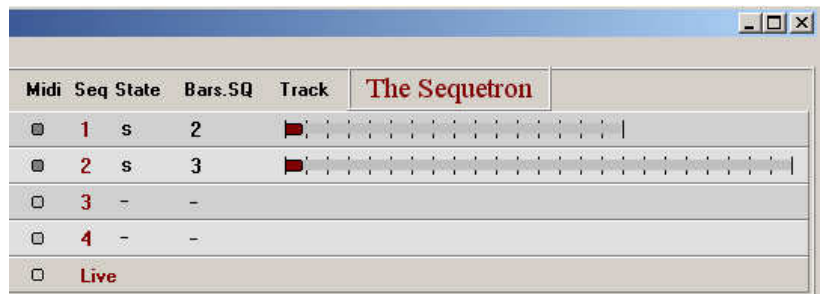 Midi Seq State Bars.SQ Track The Sequetron
1 s 2
2 s 3
3 - -
4 - -
Live